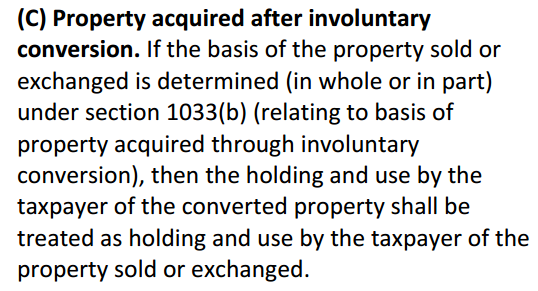 (C) Property acquired after involuntary
conversion. If the basis of the property sold or
exchanged is determined (in whole or in part)
under section 1033(b) (relating to basis of
property acquired through involuntary
conversion), then the holding and use by the
taxpayer of the converted property shall be
treated as holding and use by the taxpayer of the
property sold or exchanged.